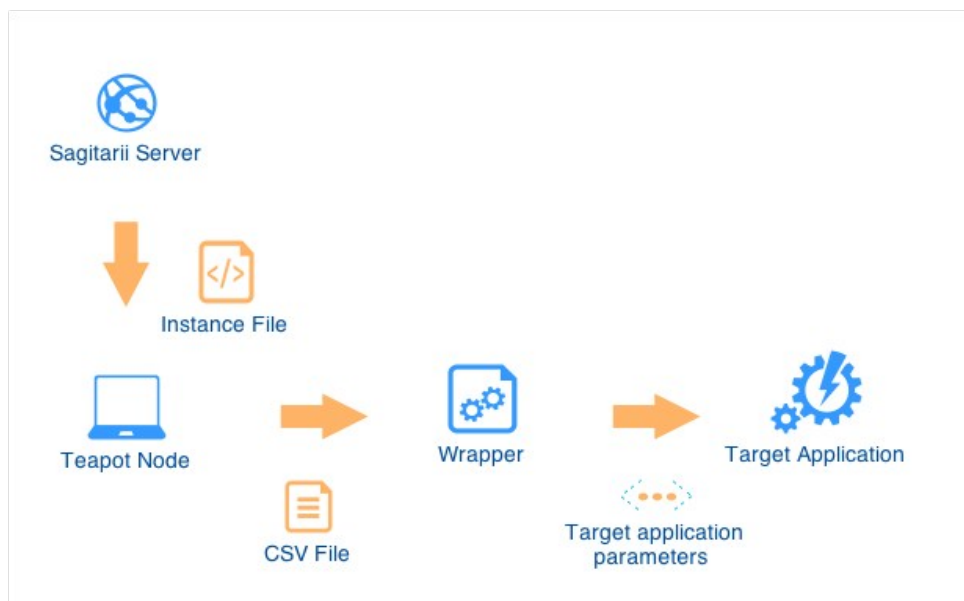 Sagitarii Server
Instance File
Teapot Node
Wrapper
Target Application
CSV File
Target application
parameters